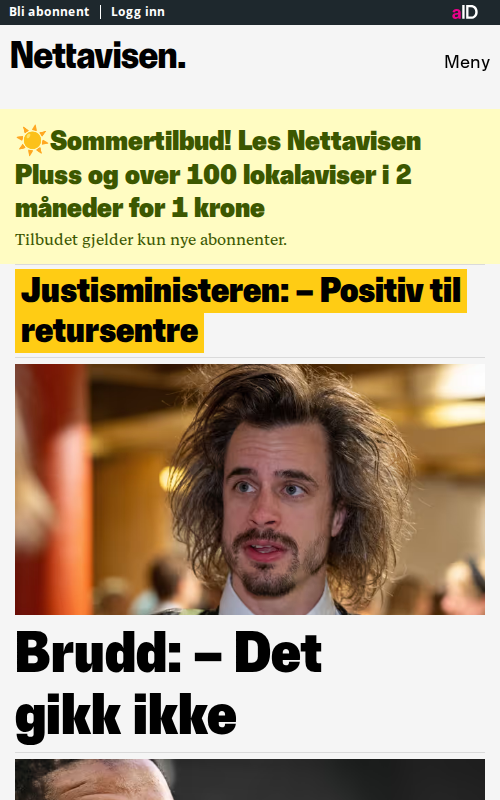 Bli abonnent | Logg inn
aID
Nettavisen.
Meny
☀️Sommertilbud! Les Nettavisen
Pluss og over 100 lokalaviser i 2
måneder for 1 krone
Tilbudet gjelder kun nye abonnenter.
Justisministeren: – Positiv til
retursentre
Brudd: – Det
gikk ikke